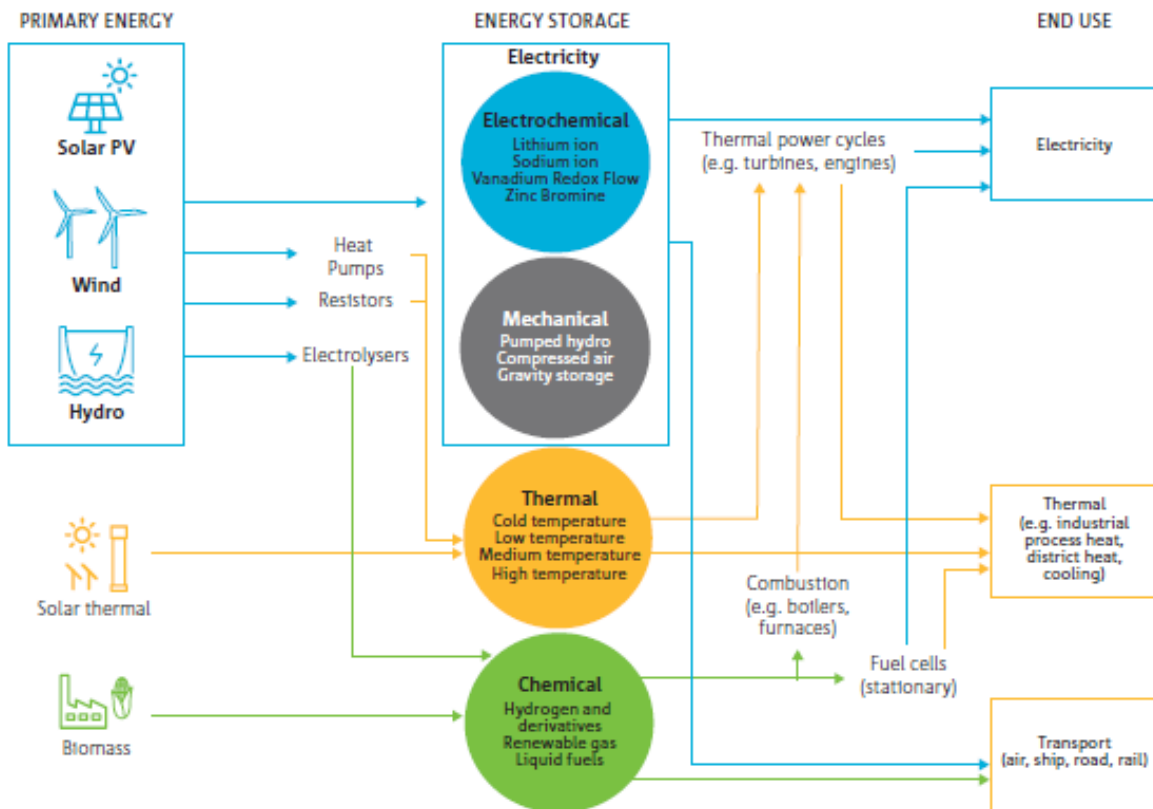 PRIMARY ENERGY
ENERGY STORAGE
END USE
Solar PV
Wind
Hydro
Solar thermal
Biomass
Heat
Pumps
Resistors
Electrolysers
Electricity
Electrochemical
Lithium ion
Sodium ion
Vanadium Redox Flow
Zinc Bromine
Mechanical
Pumped hydro
Compressed air
Gravity storage
Thermal
Cold temperature
Low temperature
Medium temperature
High temperature
Chemical
Hydrogen and
derivatives
Renewable gas
Liquid fuels
Thermal power cycles
(e.g. turbines, engines)
Combustion
(e.g. boilers,
furnaces)
Fuel cells
(stationary)
Electricity
Thermal
(e.g. industrial
process heat,
district heat,
cooling)
Transport
(air, ship, road, rail)